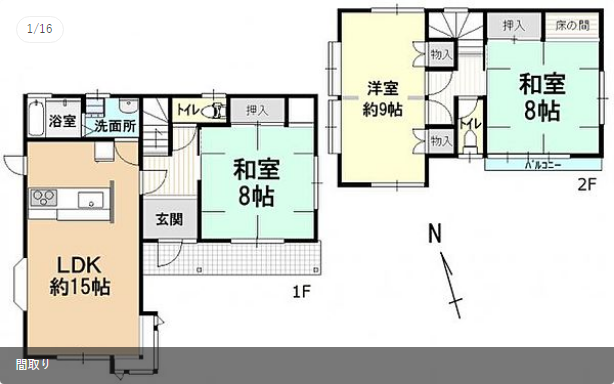 1/16
浴室
洗面所
トイレ
押入
和室
8帖
玄関
LDK
約15帖
1F
洋室
約9帖
物入
物入
トイレ
押入
床の間
和室
8帖
バルコニー
2F
N
間取り